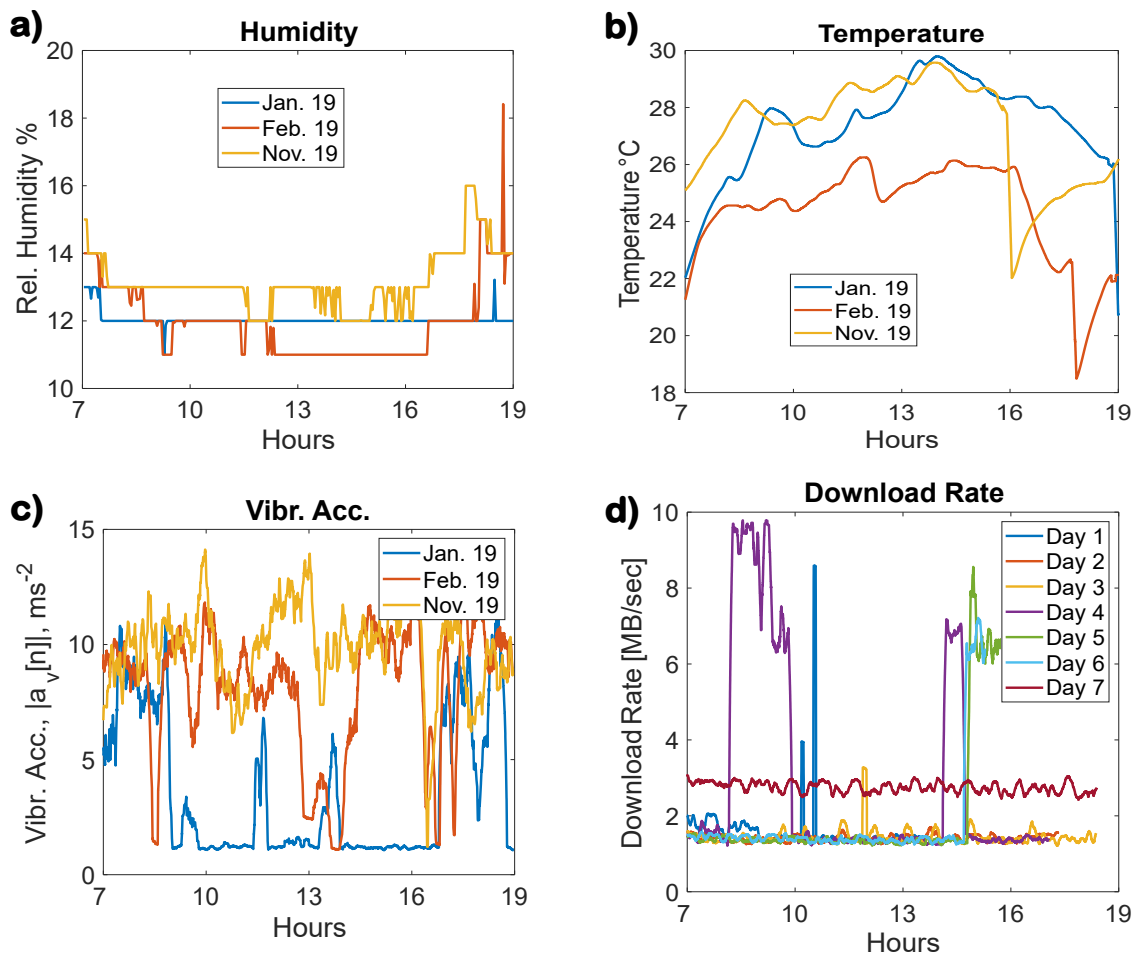 a)
Humidity
Rel. Humidity %
20
18
16
14
12
10
Jan. 19
Feb. 19
Nov. 19
7
10
13
16
19
Hours
b)
Temperature
Temperature °C
30
28
26
24
22
20
18
Jan. 19
Feb. 19
Nov. 19
7
10
13
16
19
Hours
c)
Vibr. Acc.
Vibr. Acc., |a_v[n]|, ms⁻²
15
10
5
0
Jan. 19
Feb. 19
Nov. 19
7
10
13
16
19
Hours
d)
Download Rate
Download Rate [MB/sec]
10
8
6
4
2
0
Day 1
Day 2
Day 3
Day 4
Day 5
Day 6
Day 7
7
10
13
16
19
Hours